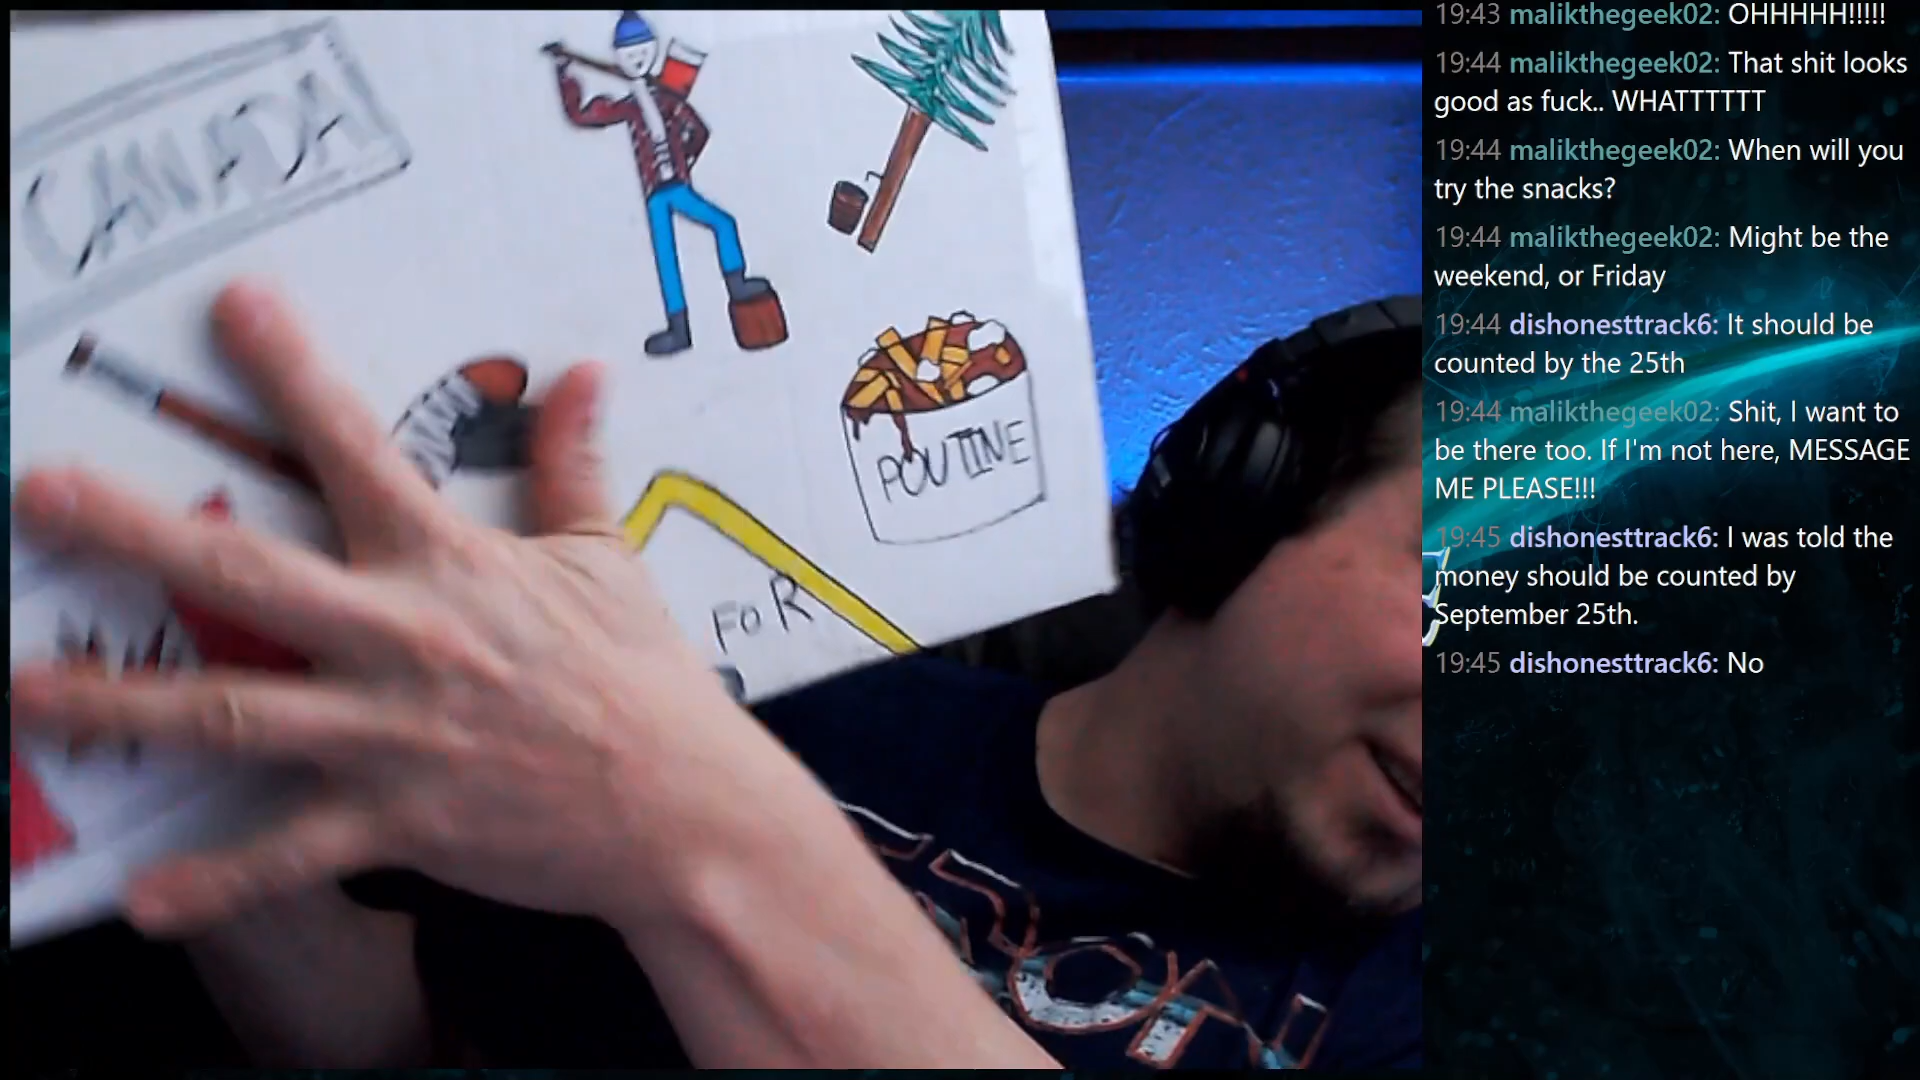 CANADA
POUTINE
FOR
19:43 malikthegeek02: OHHHHH!!!!!
19:44 malikthegeek02: That shit looks
good as fuck.. WHATTTTTT
19:44 malikthegeek02: When will you
try the snacks?
19:44 malikthegeek02: Might be the
weekend, or Friday
19:44 dishonesttrack6: It should be
counted by the 25th
19:44 malikthegeek02: Shit, I want to
be there too. If I'm not here, MESSAGE
ME PLEASE!!!
19:45 dishonesttrack6: I was told the
money should be counted by
September 25th.
19:45 dishonesttrack6: No